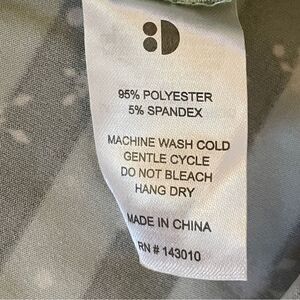 95% POLYESTER
5% SPANDEX
MACHINE WASH COLD
GENTLE CYCLE
DO NOT BLEACH
HANG DRY
MADE IN CHINA
RN # 143010